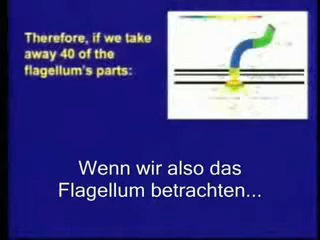 Therefore, if we take
away 40 of the
flagellum's parts:
Wenn wir also das
Flagellum betrachten...